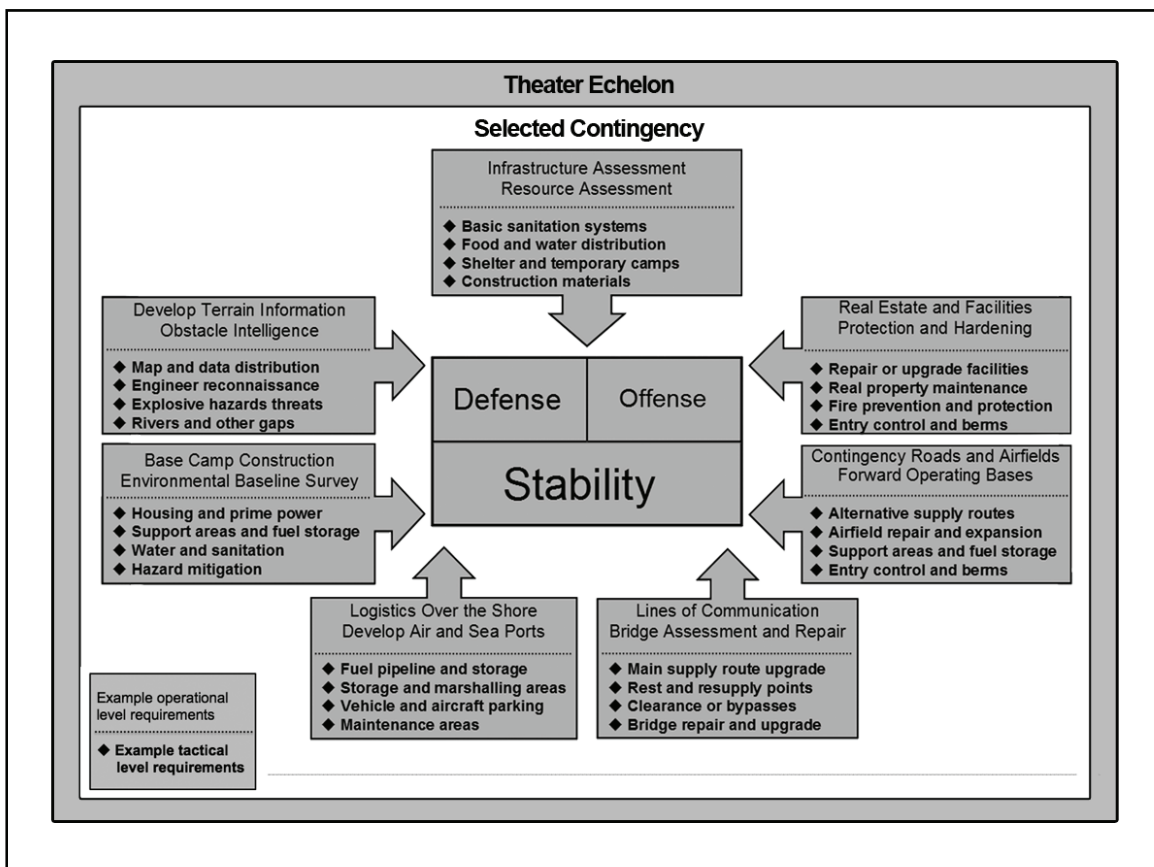 Theater Echelon
Selected Contingency
Infrastructure Assessment
Resource Assessment
◆ Basic sanitation systems
◆ Food and water distribution
◆ Shelter and temporary camps
◆ Construction materials
Develop Terrain Information
Obstacle Intelligence
◆ Map and data distribution
◆ Engineer reconnaissance
◆ Explosive hazards threats
◆ Rivers and other gaps
Real Estate and Facilities
Protection and Hardening
◆ Repair or upgrade facilities
◆ Real property maintenance
◆ Fire prevention and protection
◆ Entry control and berms
Defense
Offense
Stability
Base Camp Construction
Environmental Baseline Survey
◆ Housing and prime power
◆ Support areas and fuel storage
◆ Water and sanitation
◆ Hazard mitigation
Contingency Roads and Airfields
Forward Operating Bases
◆ Alternative supply routes
◆ Airfield repair and expansion
◆ Support areas and fuel storage
◆ Entry control and berms
Logistics Over the Shore
Develop Air and Sea Ports
◆ Fuel pipeline and storage
◆ Storage and marshalling areas
◆ Vehicle and aircraft parking
◆ Maintenance areas
Lines of Communication
Bridge Assessment and Repair
◆ Main supply route upgrade
◆ Rest and resupply points
◆ Clearance or bypasses
◆ Bridge repair and upgrade
Example operational
level requirements
◆ Example tactical
level requirements